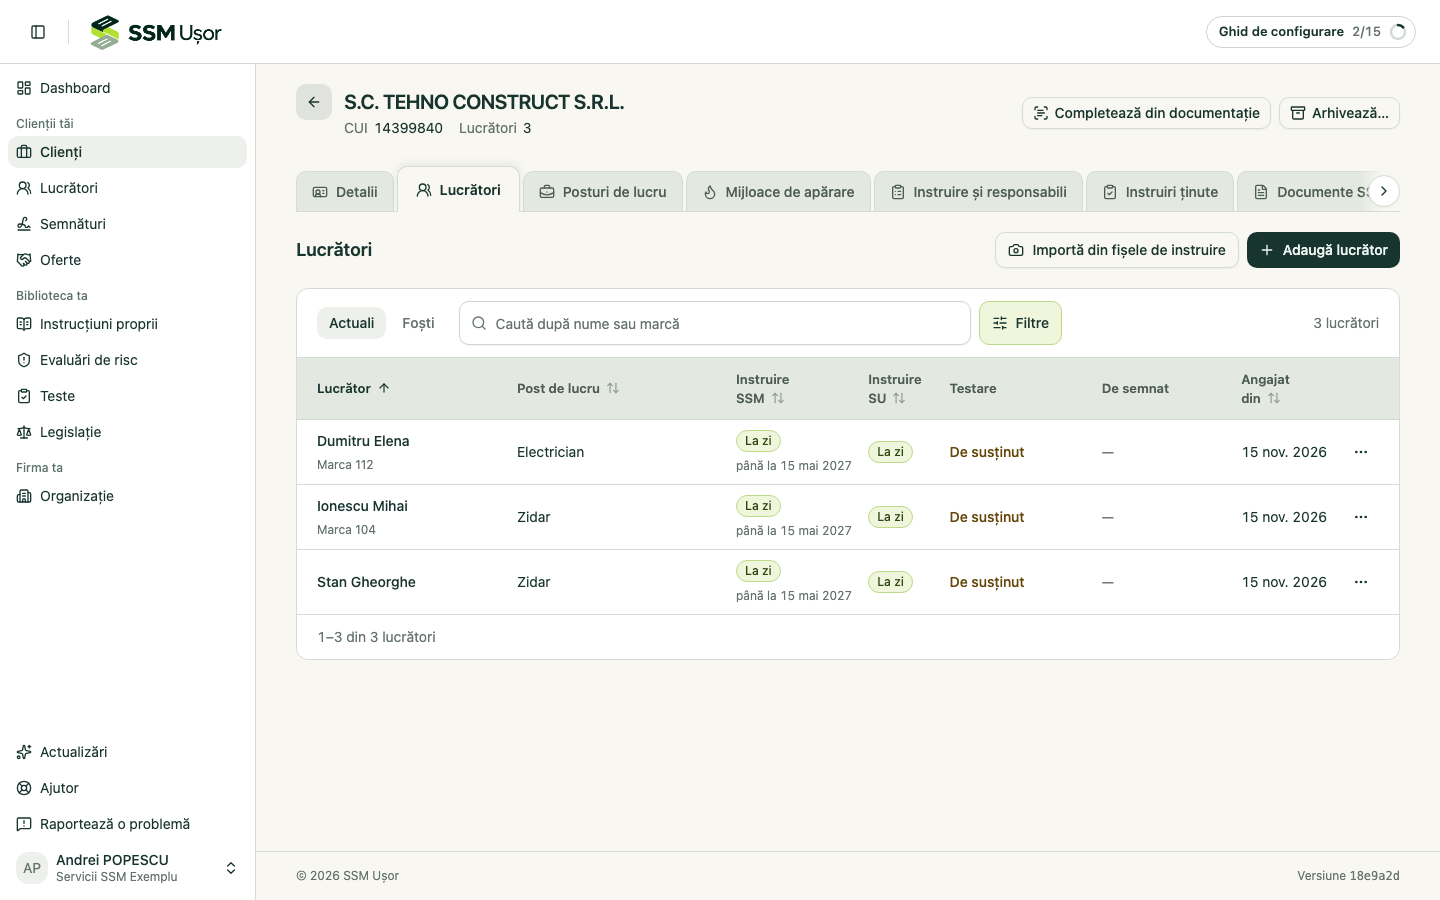 SSM Ușor
Ghid de configurare 2/15
Dashboard
Clienții tăi
Clienți
Lucrători
Semnături
Oferte
Biblioteca ta
Instrucțiuni proprii
Evaluări de risc
Teste
Legislație
Firma ta
Organizație
Actualizări
Ajutor
Raportează o problemă
AP
Andrei POPESCU
Servicii SSM Exemplu
S.C. TEHNO CONSTRUCT S.R.L.
CUI 14399840 Lucrători 3
Completează din documentație
Arhivează...
Detalii
Lucrători
Posturi de lucru
Mijloace de apărare
Instruire și responsabili
Instruiri ținute
Documente
Lucrători
Importă din fișele de instruire
Adaugă lucrător
Actuali
Foști
Caută după nume sau marcă
Filtre
3 lucrători
Lucrător
Post de lucru
Instruire
SSM
Instruire
SU
Testare
De semnat
Angajat
din
Dumitru Elena
Marca 112
Electrician
La zi
până la 15 mai 2027
La zi
De susținut
—
15 nov. 2026
Ionescu Mihai
Marca 104
Zidar
La zi
până la 15 mai 2027
La zi
De susținut
—
15 nov. 2026
Stan Gheorghe
Zidar
La zi
până la 15 mai 2027
La zi
De susținut
—
15 nov. 2026
1–3 din 3 lucrători
© 2026 SSM Ușor
Versiune 18e9a2d